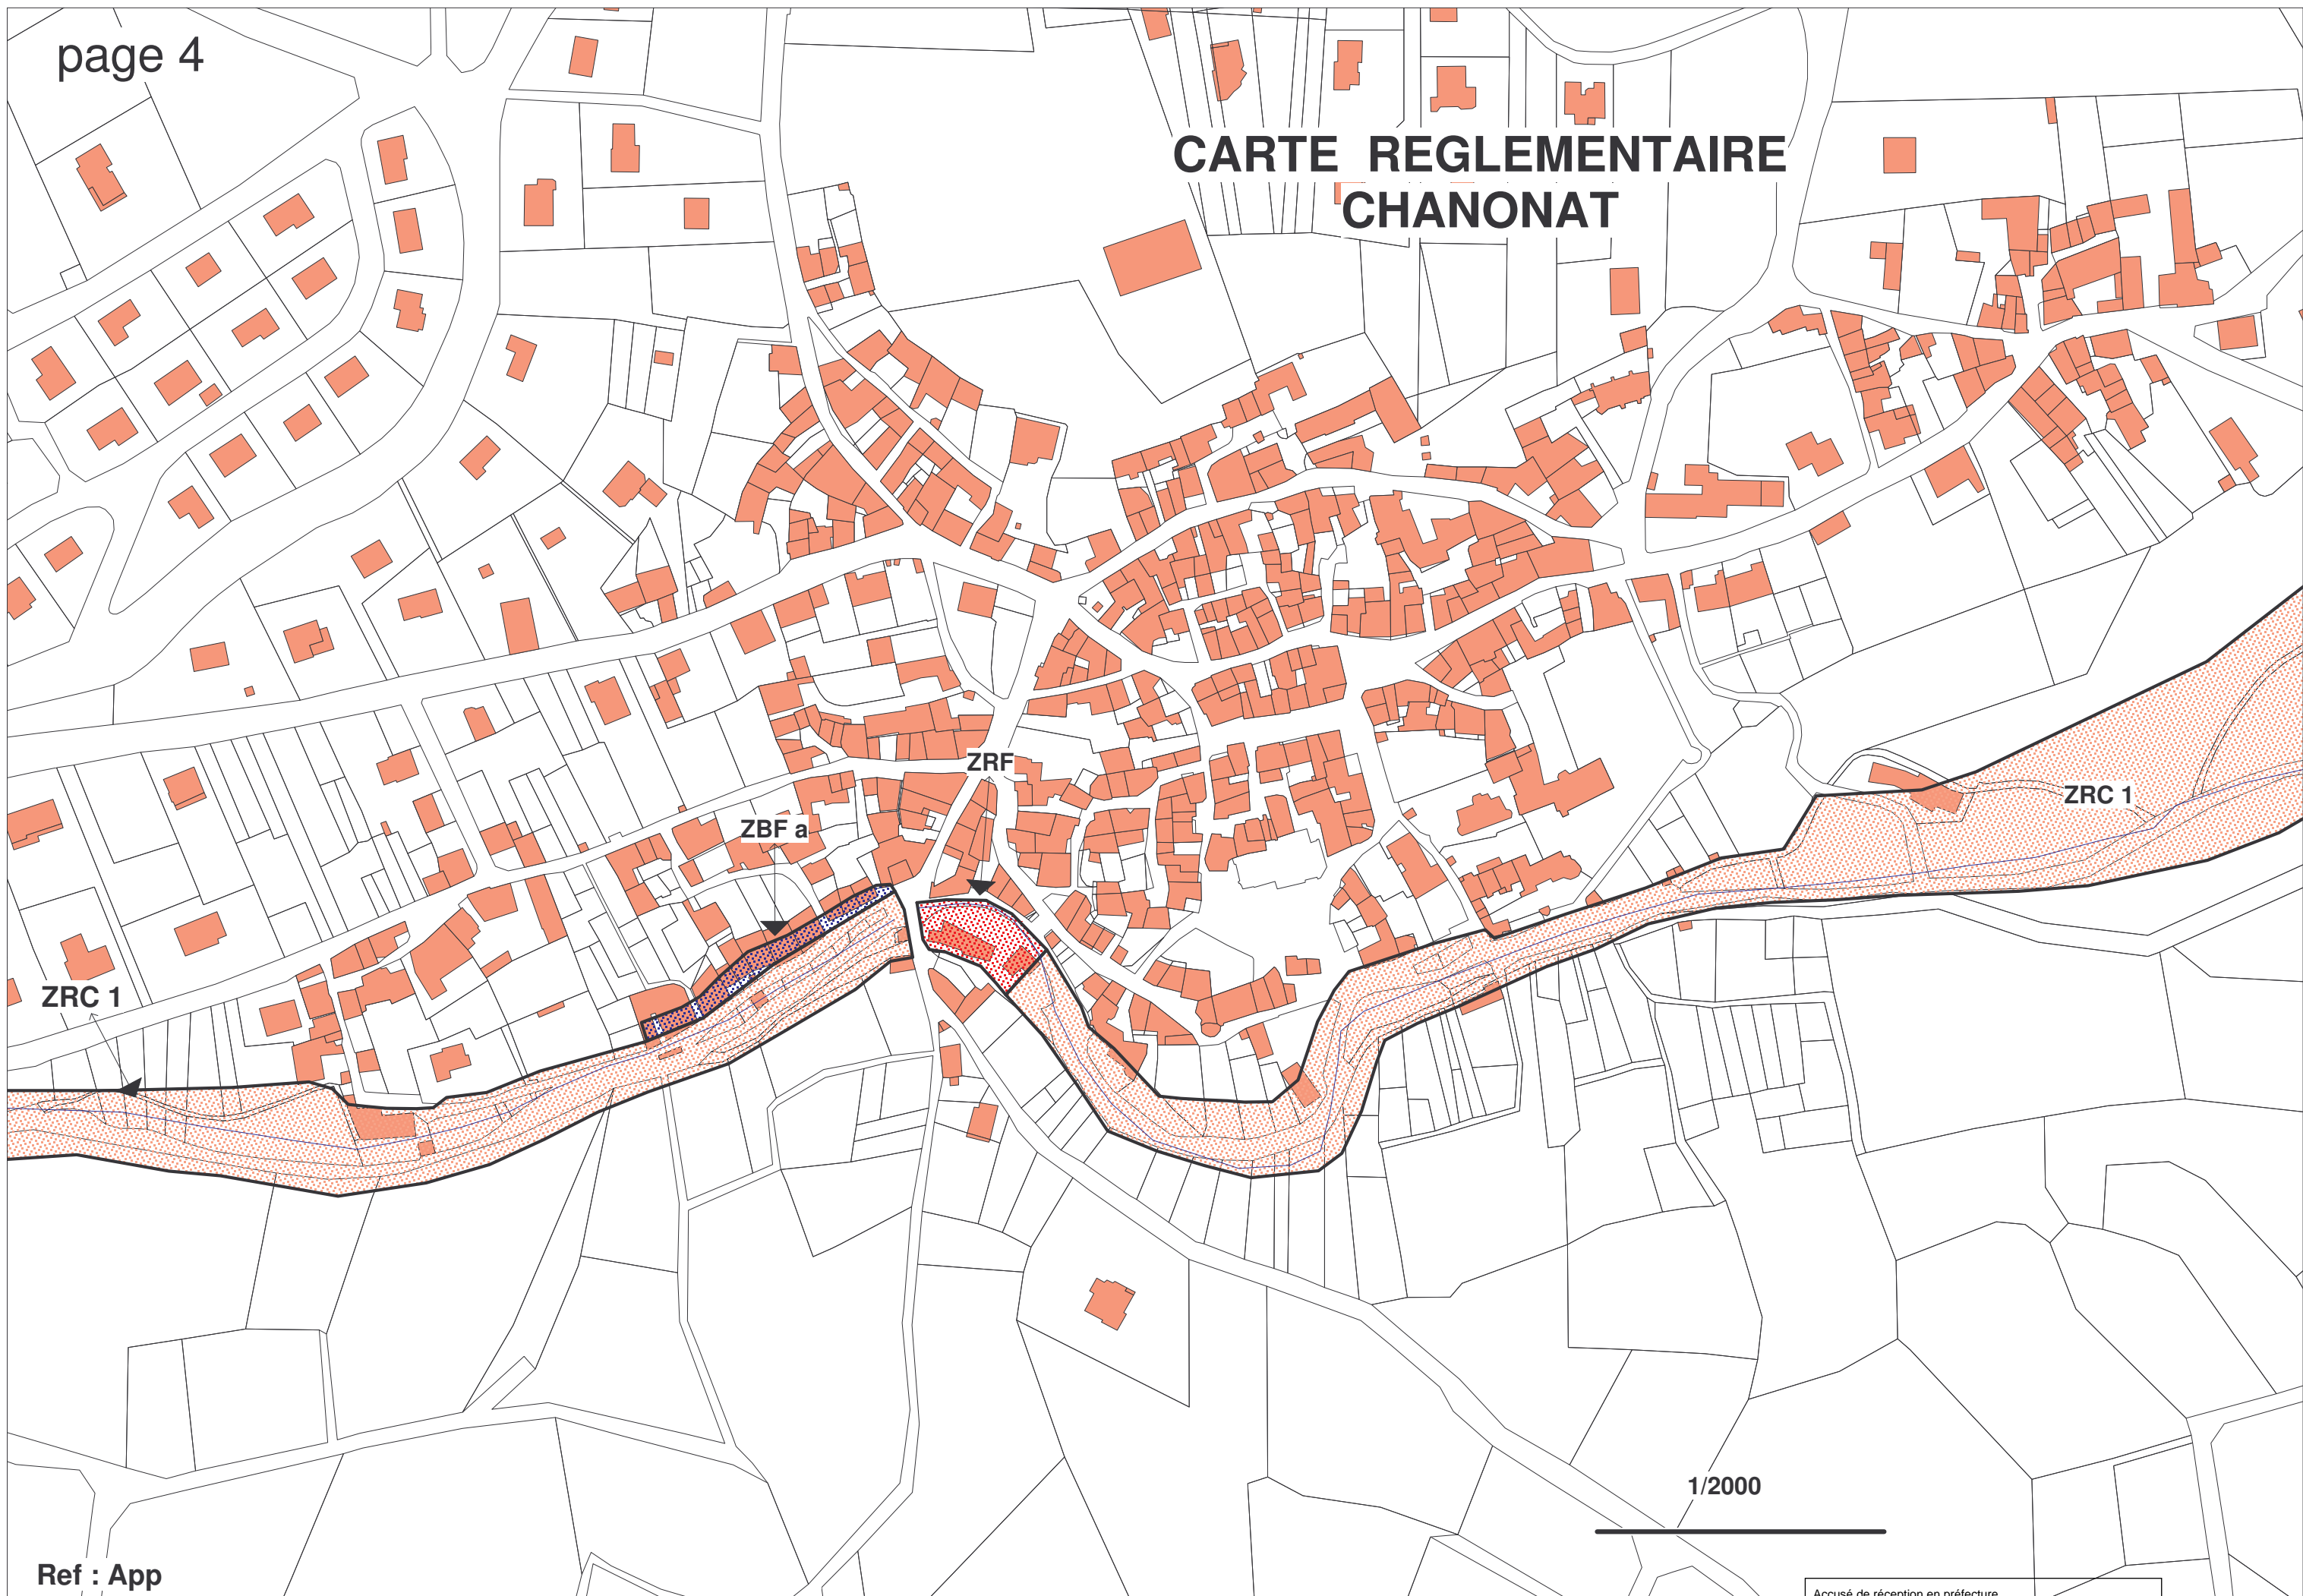 page 4
CARTE REGLEMENTAIRE
CHANONAT
ZRF
ZRC 1
ZBF a
ZRC 1
1/2000
Ref : App
Accusé de réception en préfecture